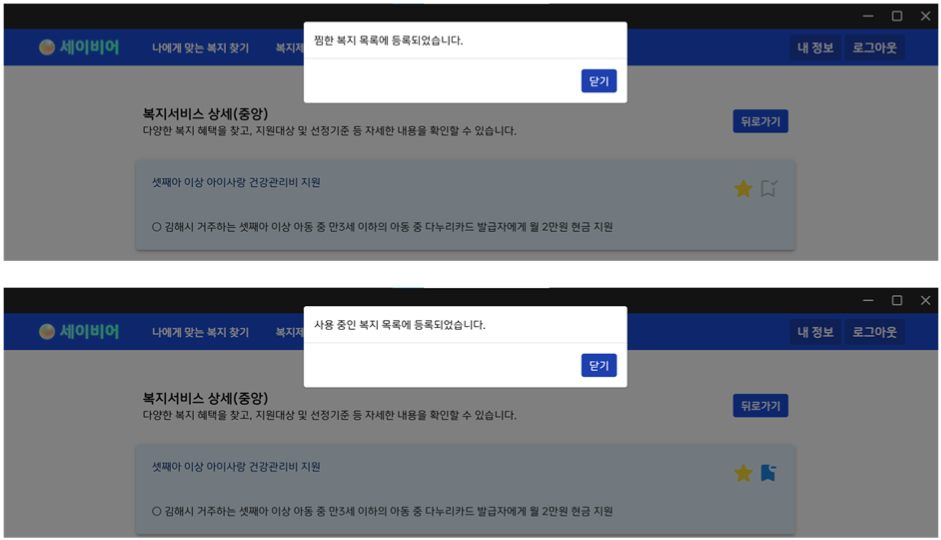 찜한 복지 목록에 등록되었습니다.
세이비어 나에게 맞는 복지 찾기 복지제 내 정보 로그아웃
닫기
복지서비스 상세(중앙)
다양한 복지 혜택을 찾고, 지원대상 및 선정기준 등 자세한 내용을 확인할 수 있습니다.
뒤로가기
셋째아 이상 아이사랑 건강관리비 지원
○ 김해시 거주하는 셋째아 이상 아동 중 만3세 이하의 아동 중 다누리카드 발급자에게 월 2만원 현금 지원
사용 중인 복지 목록에 등록되었습니다.
세이비어 나에게 맞는 복지 찾기 복지제 내 정보 로그아웃
닫기
복지서비스 상세(중앙)
다양한 복지 혜택을 찾고, 지원대상 및 선정기준 등 자세한 내용을 확인할 수 있습니다.
뒤로가기
셋째아 이상 아이사랑 건강관리비 지원
○ 김해시 거주하는 셋째아 이상 아동 중 만3세 이하의 아동 중 다누리카드 발급자에게 월 2만원 현금 지원